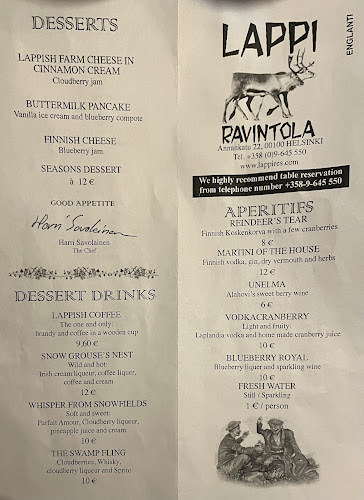 DESSERTS
LAPPISH FARM CHEESE IN
CINNAMON CREAM
Cloudberry jam
BUTTERMILK PANCAKE
Vanilla ice cream and blueberry compote
FINNISH CHEESE
Blueberry jam
SEASONS DESSERT
à 12 €
GOOD APPETITE
Harri Savolainen
Harri Savolainen
The Chef
DESSERT DRINKS
LAPPISH COFFEE
The one and only:
brandy and coffee in a wooden cup
9,60 €
SNOW GROUSE'S NEST
Wild and hot:
Irish cream liqueur, coffee liquer,
coffee and cream
12 €
WHISPER FROM SNOWFIELDS
Soft and sweet:
Parfait Amour, Cloudberry liqueur,
pineapple juice and cream
10 €
THE SWAMP FLING
Cloudberries, Whisky,
cloudberry liqueur and Sprite
10 €
ENGLANTI
LAPPI
RAVINTOLA
Annankatu 22, 00100 HELSINKI
Tel. +358 (0)9-645 550
www.lappires.com
We highly recommend table reservation
from telephone number +358-9-645 550
APERITIFS
REINDEER'S TEAR
Finnish Koskenkorva with a few cranberries
8 €
MARTINI OF THE HOUSE
Finnish vodka, gin, dry vermouth and herbs
12 €
UNELMA
Alahovi's sweet berry wine
6 €
VODKACRANBERRY
Light and fruity:
Laplandia vodka and home made cranberry juice
10 €
BLUEBERRY ROYAL
Blueberry liquer and sparkling wine
10 €
FRESH WATER
Still / Sparkling
1 € / person